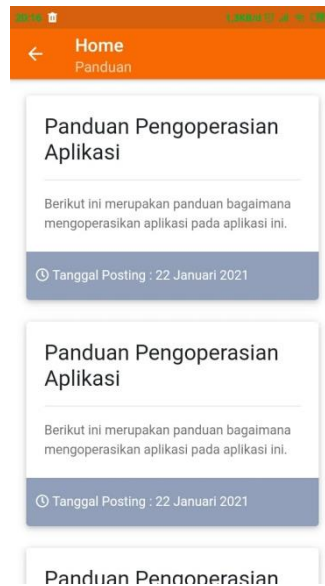 20:16
Home
Panduan
Panduan Pengoperasian
Aplikasi
Berikut ini merupakan panduan bagaimana
mengoperasikan aplikasi pada aplikasi ini.
Tanggal Posting : 22 Januari 2021
Panduan Pengoperasian
Aplikasi
Berikut ini merupakan panduan bagaimana
mengoperasikan aplikasi pada aplikasi ini.
Tanggal Posting : 22 Januari 2021
Panduan Pengoperasian